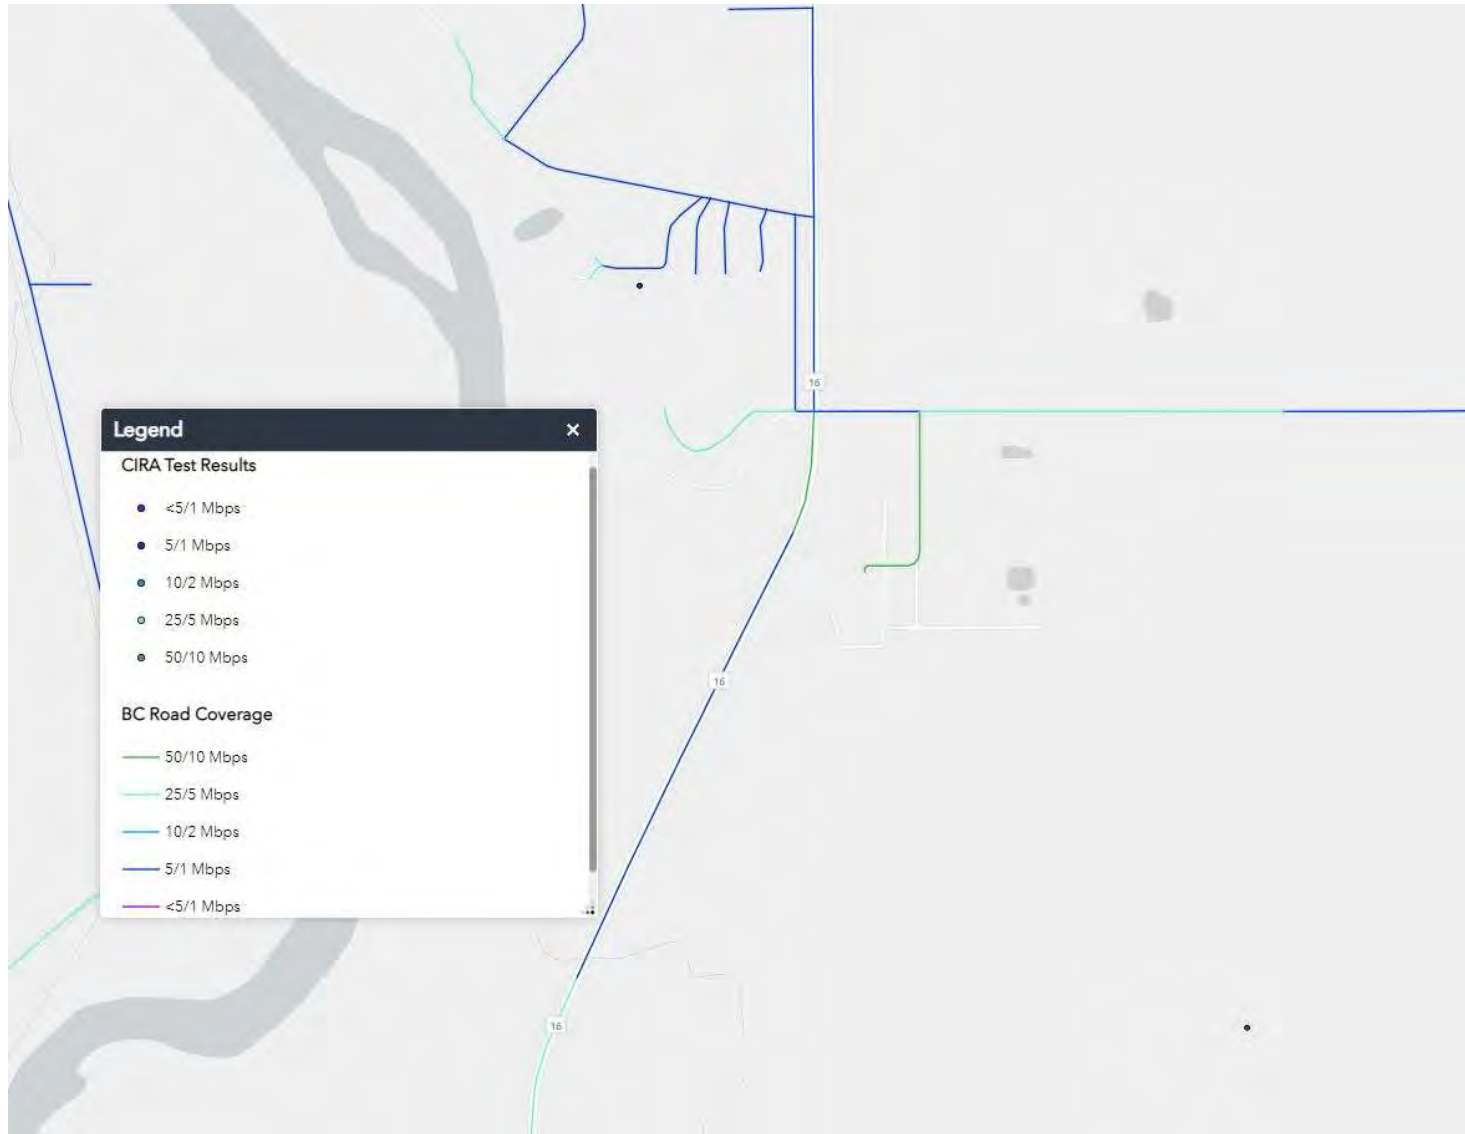 16
Legend
×
CIRA Test Results
<5/1 Mbps
5/1 Mbps
10/2 Mbps
25/5 Mbps
50/10 Mbps
16
BC Road Coverage
50/10 Mbps
25/5 Mbps
10/2 Mbps
5/1 Mbps
<5/1 Mbps
16